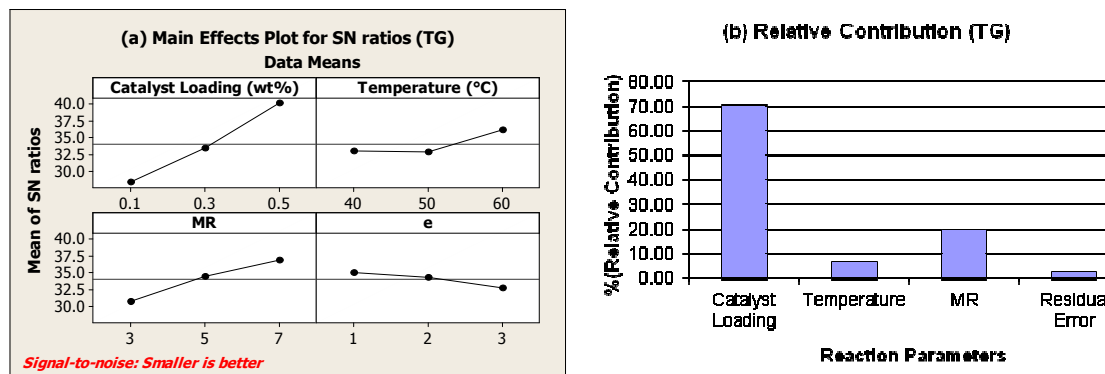 (a) Main Effects Plot for SN ratios (TG)
Data Means
Catalyst Loading (wt%) Temperature (°C)
Mean of SN ratios
40.0
35.0
32.5
30.0
0.1 0.3 0.5 40 50 60
MR e
40.0
35.0
32.5
30.0
3 5 7 1 2 3
Signal-to-noise: Smaller is better
(b) Relative Contribution (TG)
%(Relative Contribution)
80.00
70.00
60.00
50.00
40.00
30.00
20.00
10.00
0.00
Catalyst Loading Temperature MR Residua Error
Reaction Parameters